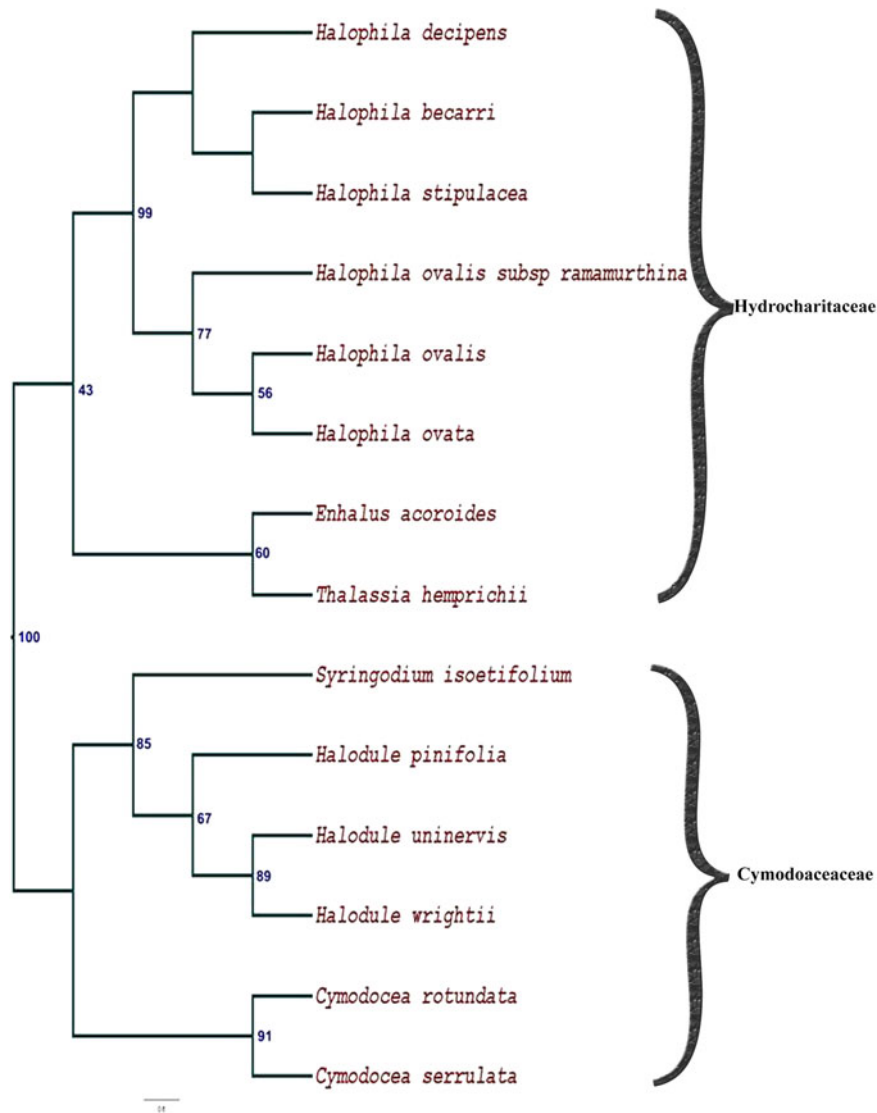 Halophila decipens
Halophila becarri
Halophila stipulacea
99
Halophila ovalis subsp ramamurthina
Hydrocharitaceae
77
Halophila ovalis
43
56
Halophila ovata
Enhalus acoroides
60
Thalassia hemprichii
100
Syringodium isoetifolium
85
Halodule pinifolia
67
Halodule uninervis
89
Cymodoaceaceae
Halodule wrightii
Cymodocea rotundata
91
Cymodocea serrulata